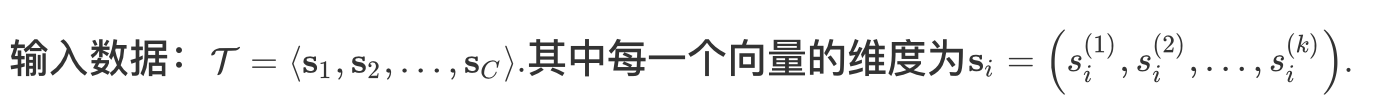 输入数据：𝒯 = ⟨s₁, s₂, . . . , s_C⟩.其中每一个向量的维度为sᵢ = (sᵢ⁽¹⁾, sᵢ⁽²⁾, . . . , sᵢ⁽ᵏ⁾).